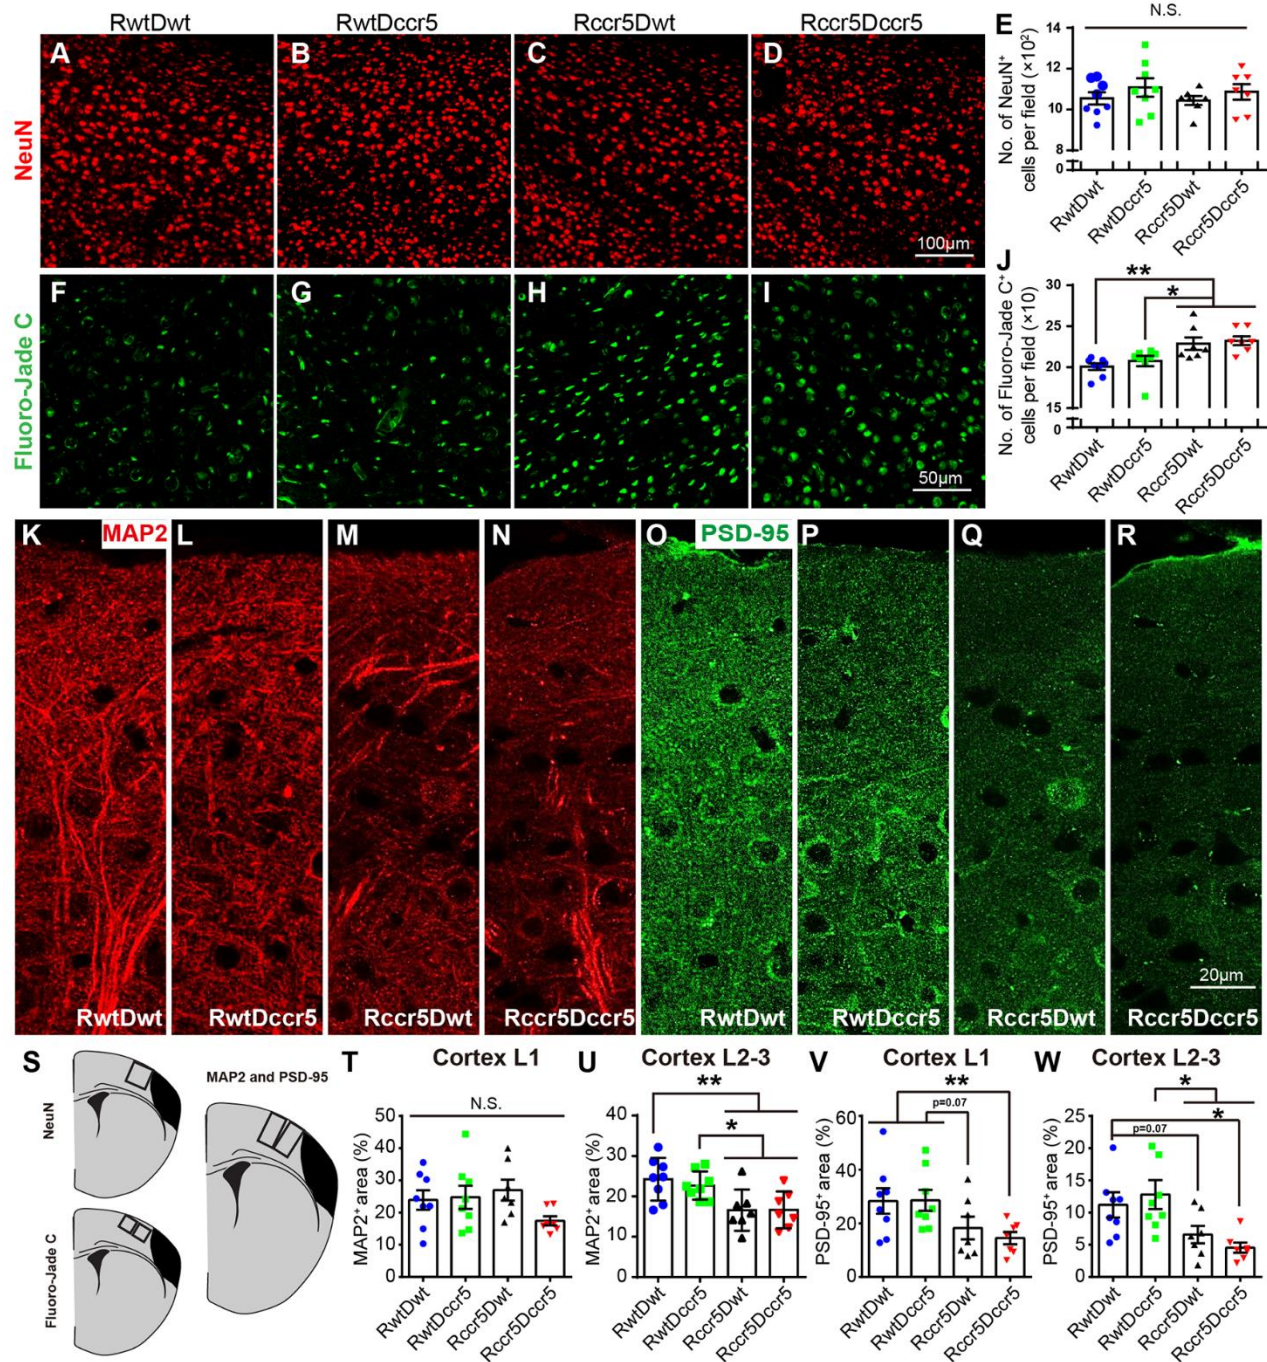 RwtDwt RwtDccr5 Rccr5Dwt Rccr5Dccr5
NeuN
A B C D
100μm
E
N.S.
No. of NeuN⁺
cells per field (×10²)
14
12
10
8
0
RwtDwt
RwtDccr5
Rccr5Dwt
Rccr5Dccr5
Fluoro-Jade C
F G H I
50μm
J
**
*
No. of Fluoro-Jade C⁺
cells per field (×10)
30
25
20
15
0
RwtDwt
RwtDccr5
Rccr5Dwt
Rccr5Dccr5
K MAP2 L M N O PSD-95 P Q R
20μm
RwtDwt RwtDccr5 Rccr5Dwt Rccr5Dccr5 RwtDwt RwtDccr5 Rccr5Dwt Rccr5Dccr5
S
NeuN
Fluoro-Jade C
MAP2 and PSD-95
T Cortex L1
N.S.
MAP2⁺ area (%)
50
40
30
20
10
0
RwtDwt
RwtDccr5
Rccr5Dwt
Rccr5Dccr5
U Cortex L2-3
**
*
MAP2⁺ area (%)
40
30
20
10
0
RwtDwt
RwtDccr5
Rccr5Dwt
Rccr5Dccr5
V Cortex L1
**
p=0.07
PSD-95⁺ area (%)
60
40
20
0
RwtDwt
RwtDccr5
Rccr5Dwt
Rccr5Dccr5
W Cortex L2-3
*
*
p=0.07
PSD-95⁺ area (%)
25
20
15
10
5
0
RwtDwt
RwtDccr5
Rccr5Dwt
Rccr5Dccr5